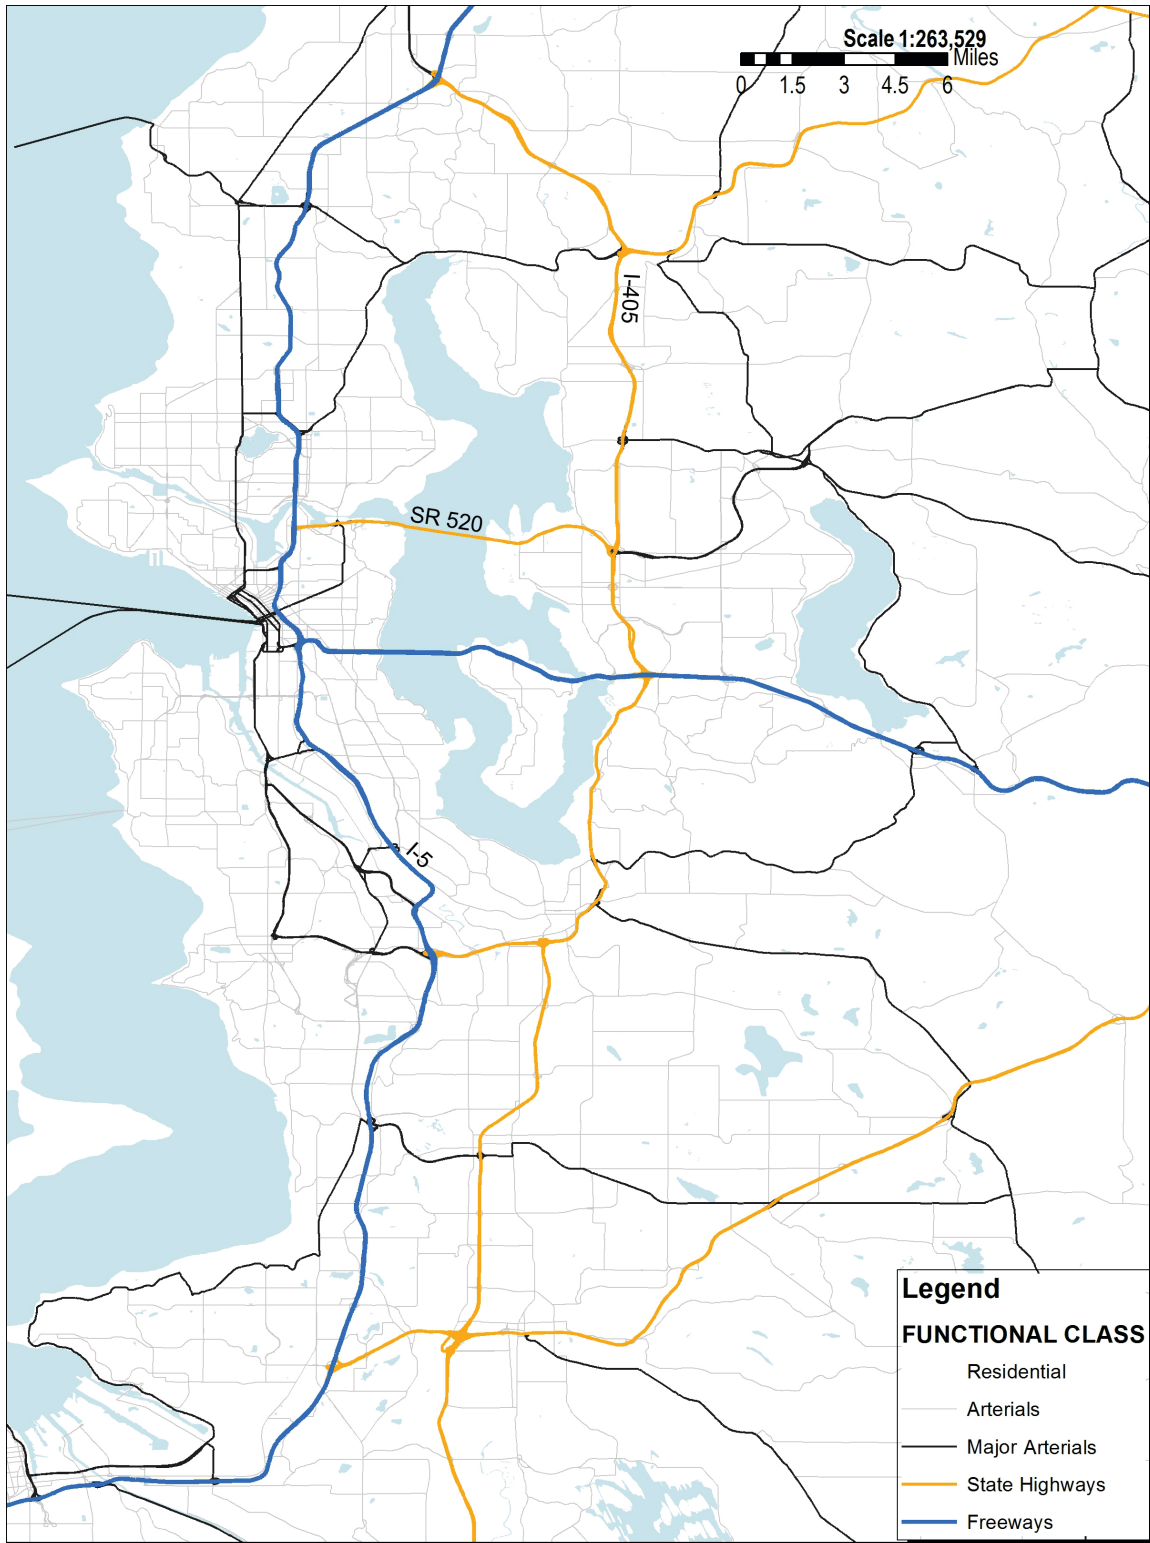 Scale 1:263,529
Miles
0 1.5 3 4.5 6
I-405
SR 520
I-5
Legend
FUNCTIONAL CLASS
Residential
Arterials
Major Arterials
State Highways
Freeways